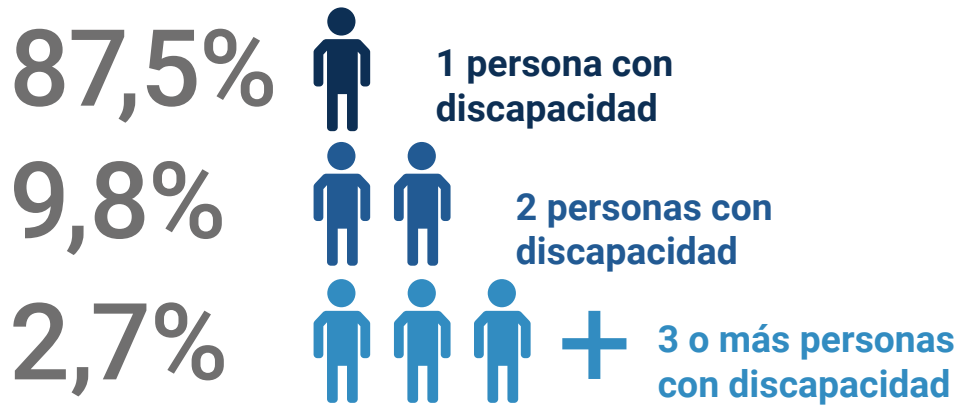 87,5%
1 persona con
discapacidad
9,8%
2 personas con
discapacidad
2,7%
3 o más personas
con discapacidad